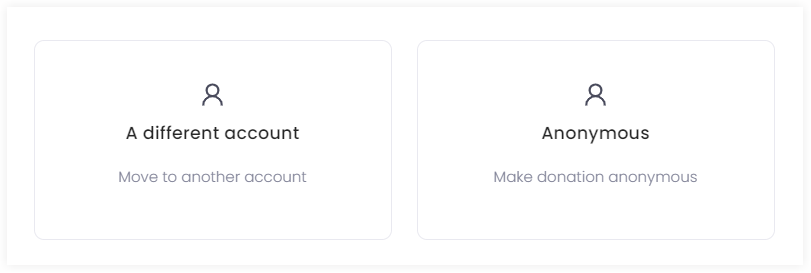 A different account
Move to another account
Anonymous
Make donation anonymous